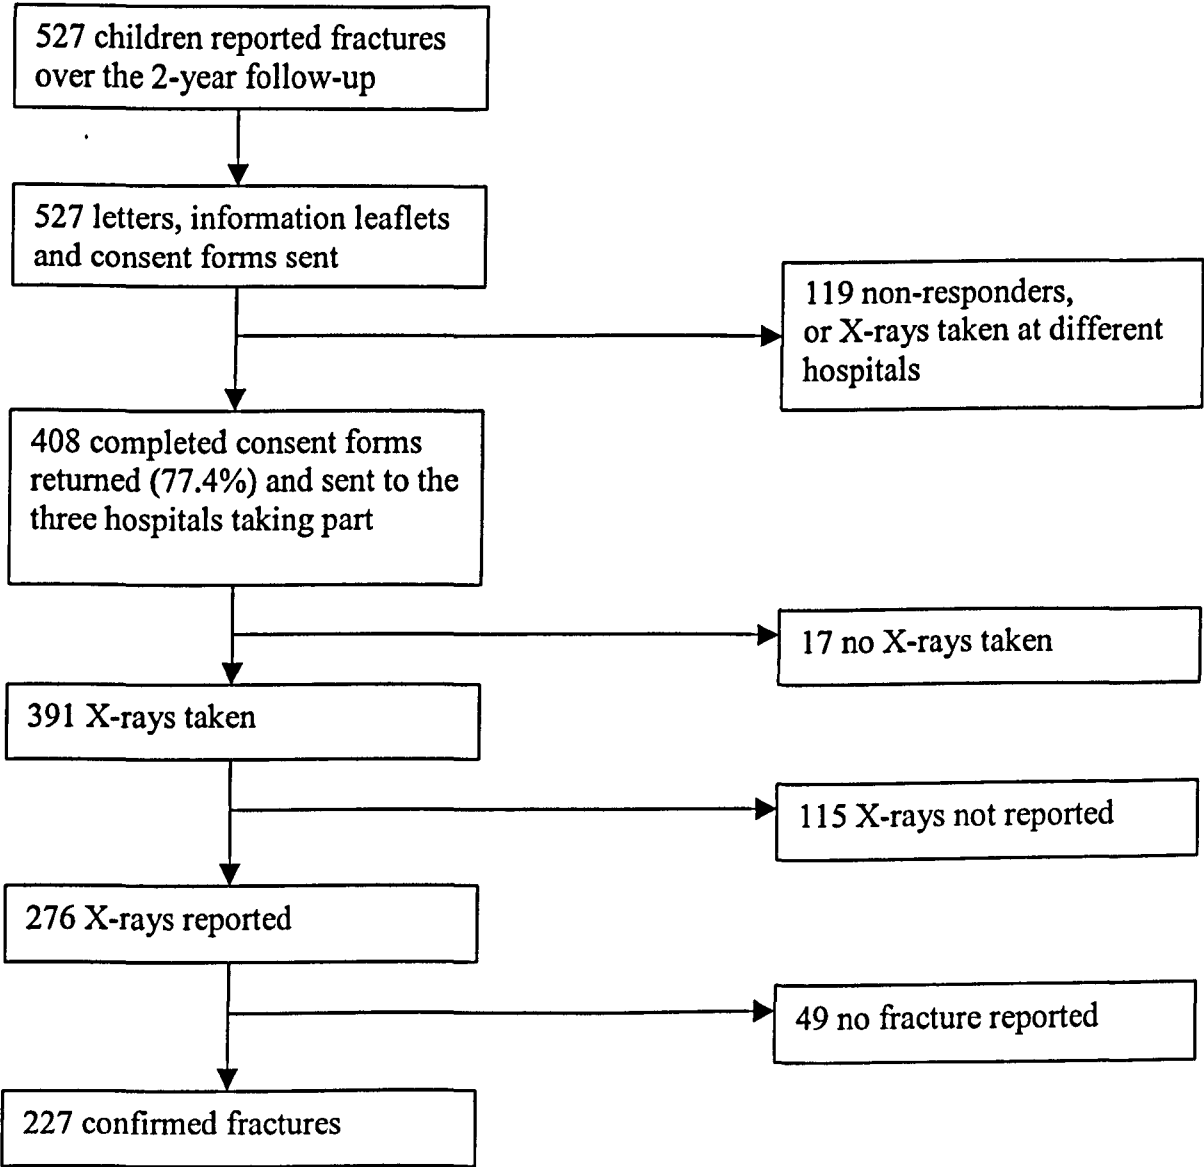 527 children reported fractures
over the 2-year follow-up
527 letters, information leaflets
and consent forms sent
119 non-responders,
or X-rays taken at different
hospitals
408 completed consent forms
returned (77.4%) and sent to the
three hospitals taking part
17 no X-rays taken
391 X-rays taken
115 X-rays not reported
276 X-rays reported
49 no fracture reported
227 confirmed fractures